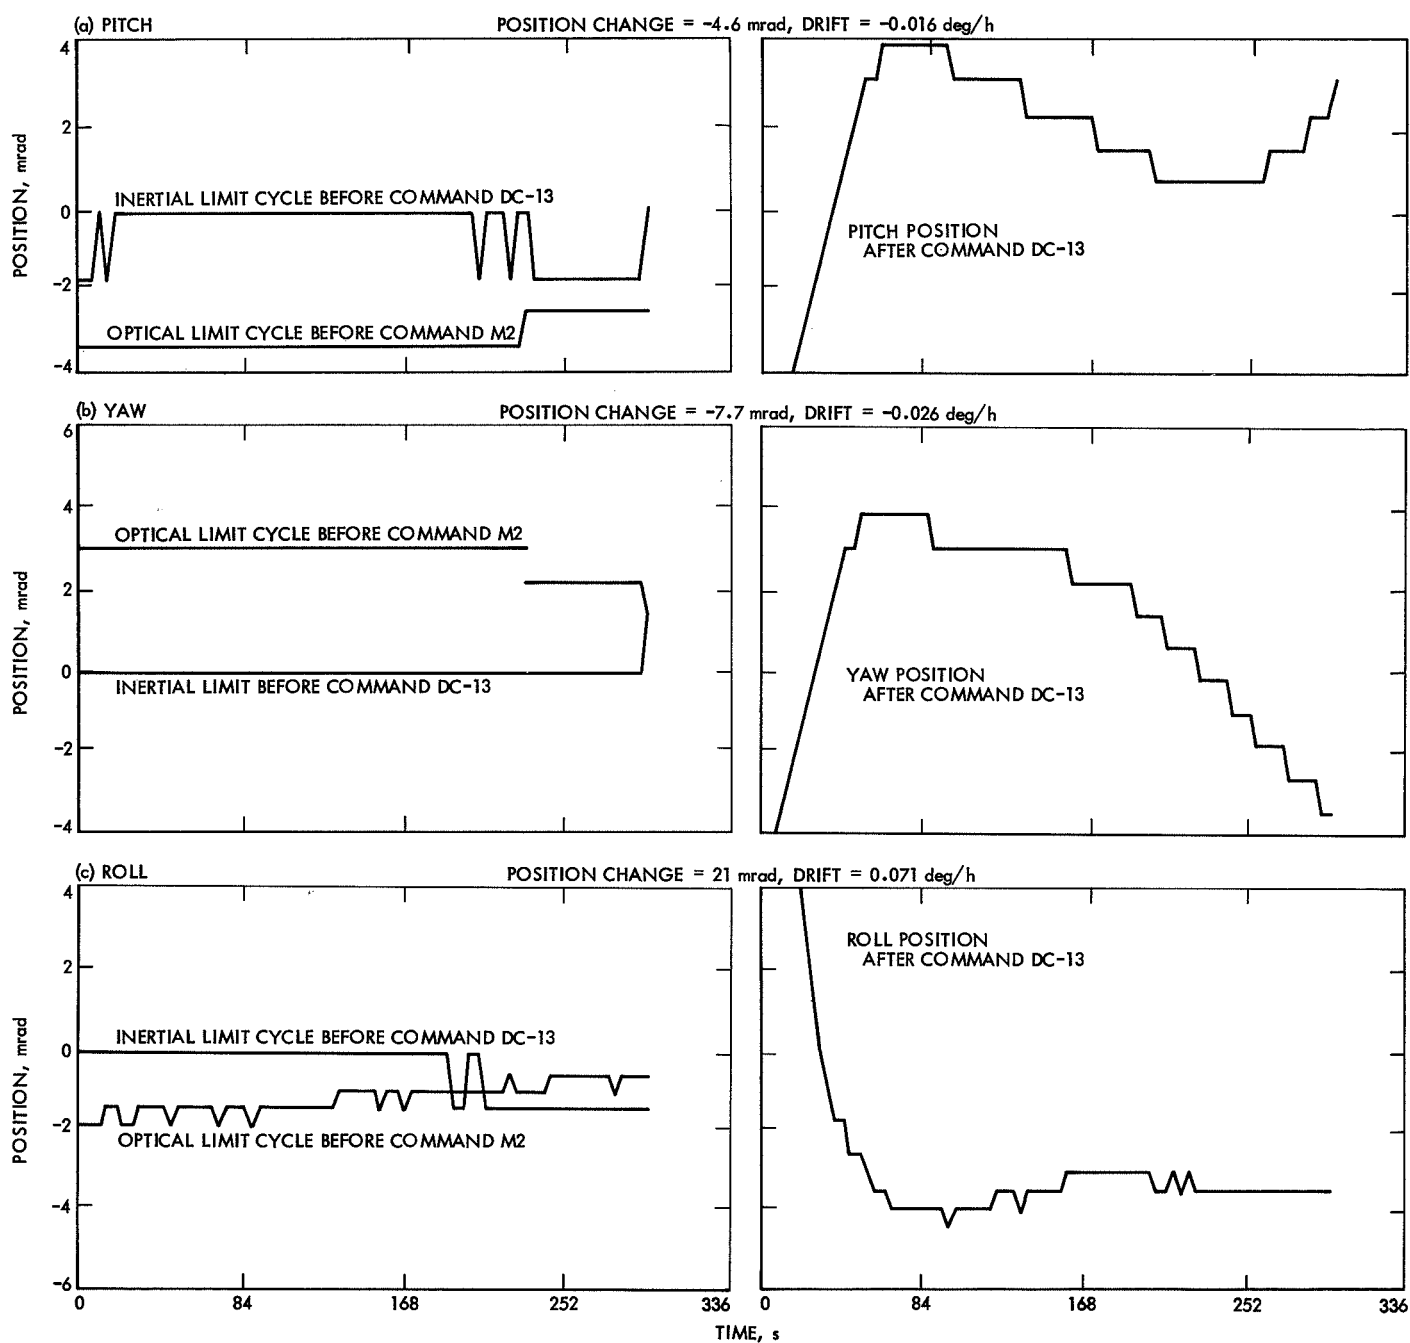 (a) PITCH
POSITION CHANGE = -4.6 mrad, DRIFT = -0.016 deg/h
4
2
0
-2
-4
POSITION, mrad
INERTIAL LIMIT CYCLE BEFORE COMMAND DC-13
OPTICAL LIMIT CYCLE BEFORE COMMAND M2
PITCH POSITION
AFTER COMMAND DC-13
(b) YAW
POSITION CHANGE = -7.7 mrad, DRIFT = -0.026 deg/h
6
4
2
0
-2
-4
POSITION, mrad
OPTICAL LIMIT CYCLE BEFORE COMMAND M2
INERTIAL LIMIT BEFORE COMMAND DC-13
YAW POSITION
AFTER COMMAND DC-13
(c) ROLL
POSITION CHANGE = 21 mrad, DRIFT = 0.071 deg/h
4
2
0
-2
-4
-6
POSITION, mrad
INERTIAL LIMIT CYCLE BEFORE COMMAND DC-13
OPTICAL LIMIT CYCLE BEFORE COMMAND M2
ROLL POSITION
AFTER COMMAND DC-13
0 84 168 252 336
0 84 168 252 336
TIME, s